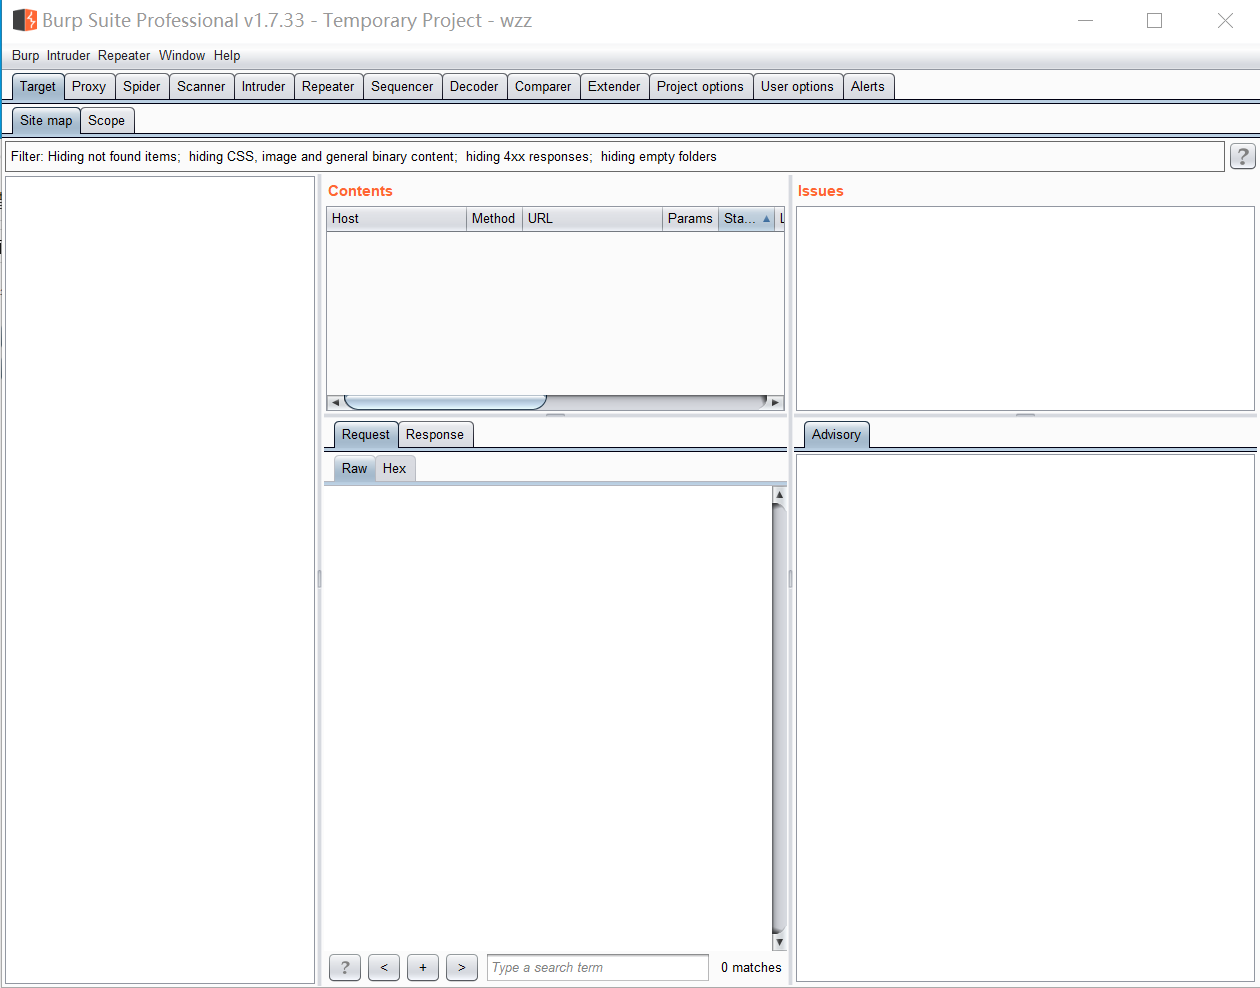 Burp Suite Professional v1.7.33 - Temporary Project - wzz
Burp Intruder Repeater Window Help
Target Proxy Spider Scanner Intruder Repeater Sequencer Decoder Comparer Extender Project options User options Alerts
Site map Scope
Filter: Hiding not found items; hiding CSS, image and general binary content; hiding 4xx responses; hiding empty folders ?
Contents Issues
Host Method URL Params Sta... L
Request Response Advisory
Raw Hex
? < + > Type a search term 0 matches